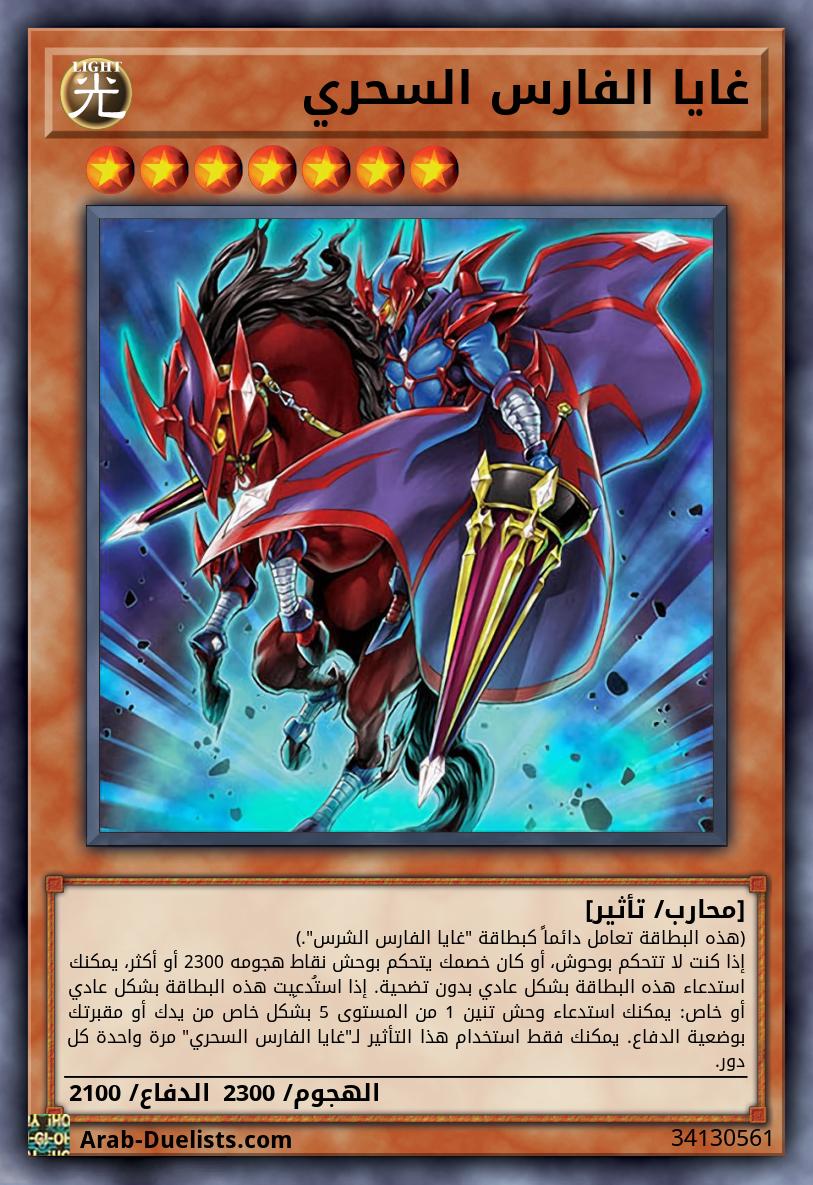 غايا الفارس السحري
LIGHT
光
[محارب/ تأثير]
(هذه البطاقة تعامل دائماً كبطاقة "غايا الفارس الشرس".)
إذا كنت لا تتحكم بوحوش، أو كان خصمك يتحكم بوحش نقاط هجومه 2300 أو أكثر، يمكنك
استدعاء هذه البطاقة بشكل عادي بدون تضحية. إذا استُدعِيت هذه البطاقة بشكل عادي
أو خاص: يمكنك استدعاء وحش تنين 1 من المستوى 5 بشكل خاص من يدك أو مقبرتك
بوضعية الدفاع. يمكنك فقط استخدام هذا التأثير لـ"غايا الفارس السحري" مرة واحدة كل
دور.
الهجوم/ 2300 الدفاع/ 2100
Arab-Duelists.com
34130561